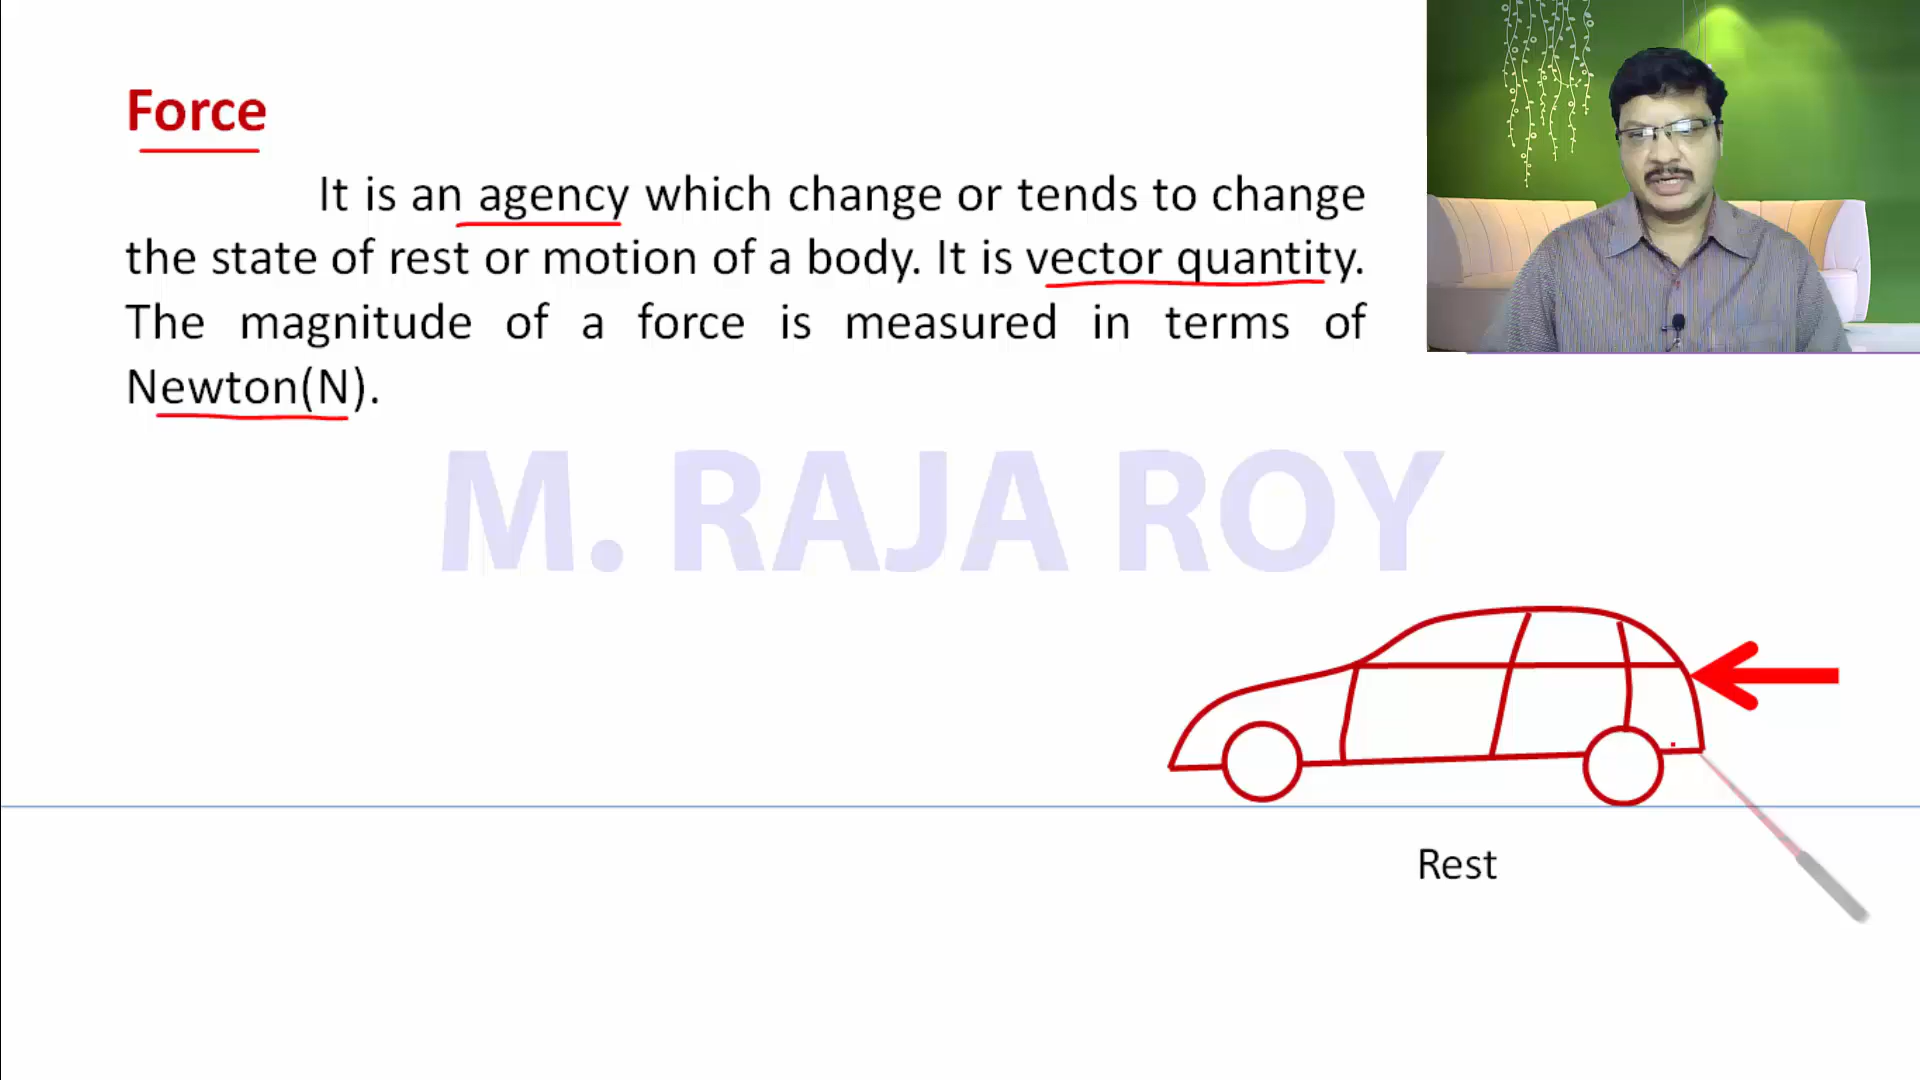 Force
It is an agency which change or tends to change
the state of rest or motion of a body. It is vector quantity.
The magnitude of a force is measured in terms of
Newton(N).
M. RAJA ROY
Rest